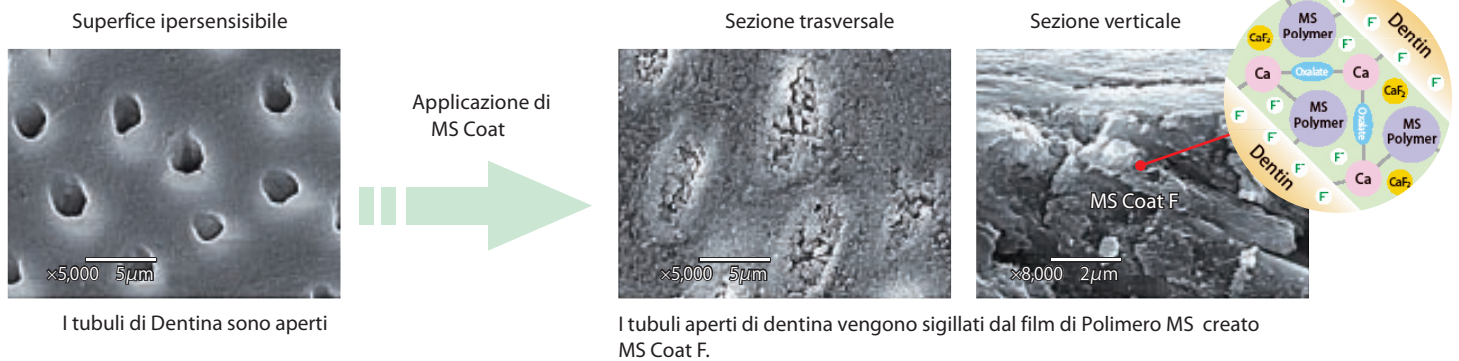 Superfice ipersensisibile
×5,000 5µm
I tubuli di Dentina sono aperti
Applicazione di
MS Coat
Sezione trasversale
×5,000 5µm
Sezione verticale
MS Coat F
×8,000 2µm
I tubuli aperti di dentina vengono sigillati dal film di Polimero MS creato
MS Coat F.
MS
Polymer
F⁻
Dentin
CaF₂
F⁻
F⁻
Ca
Oxalate
Ca
F⁻
CaF₂
F⁻
F⁻
F⁻
MS
Polymer
Oxalate
MS
Polymer
F⁻
F⁻
F⁻
Dentin
F⁻
Ca
CaF₂
F⁻